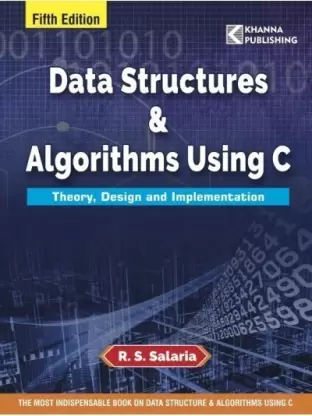 Fifth Edition
KHANNA
PUBLISHING
Data Structures
&
Algorithms Using C
Theory, Design and Implementation
R. S. Salaria
THE MOST INDISPENSABLE BOOK ON DATA STRUCTURE & ALGORITHMS USING C